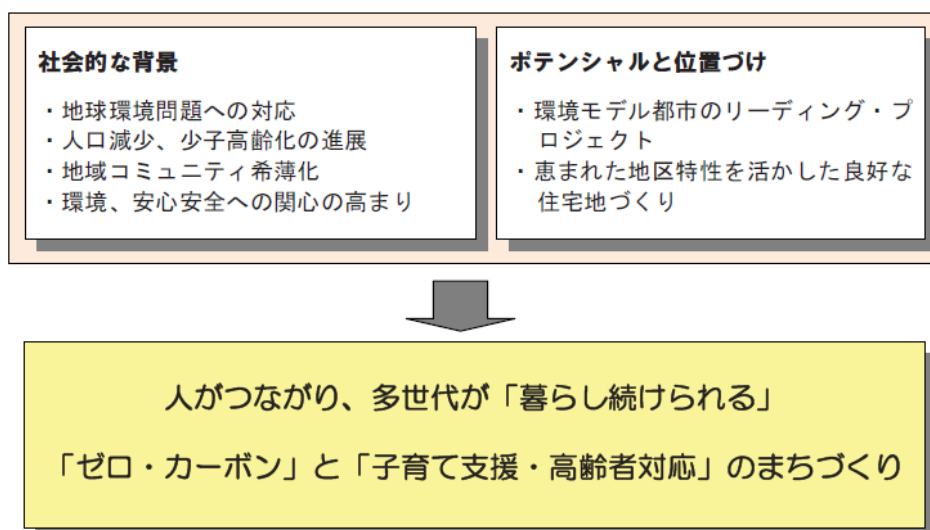 社会的な背景
・地球環境問題への対応
・人口減少、少子高齢化の進展
・地域コミュニティ希薄化
・環境、安心安全への関心の高まり
ポテンシャルと位置づけ
・環境モデル都市のリーディング・プ
ロジェクト
・恵まれた地区特性を活かした良好な
住宅地づくり
人がつながり、多世代が「暮らし続けられる」
「ゼロ・カーボン」と「子育て支援・高齢者対応」のまちづくり